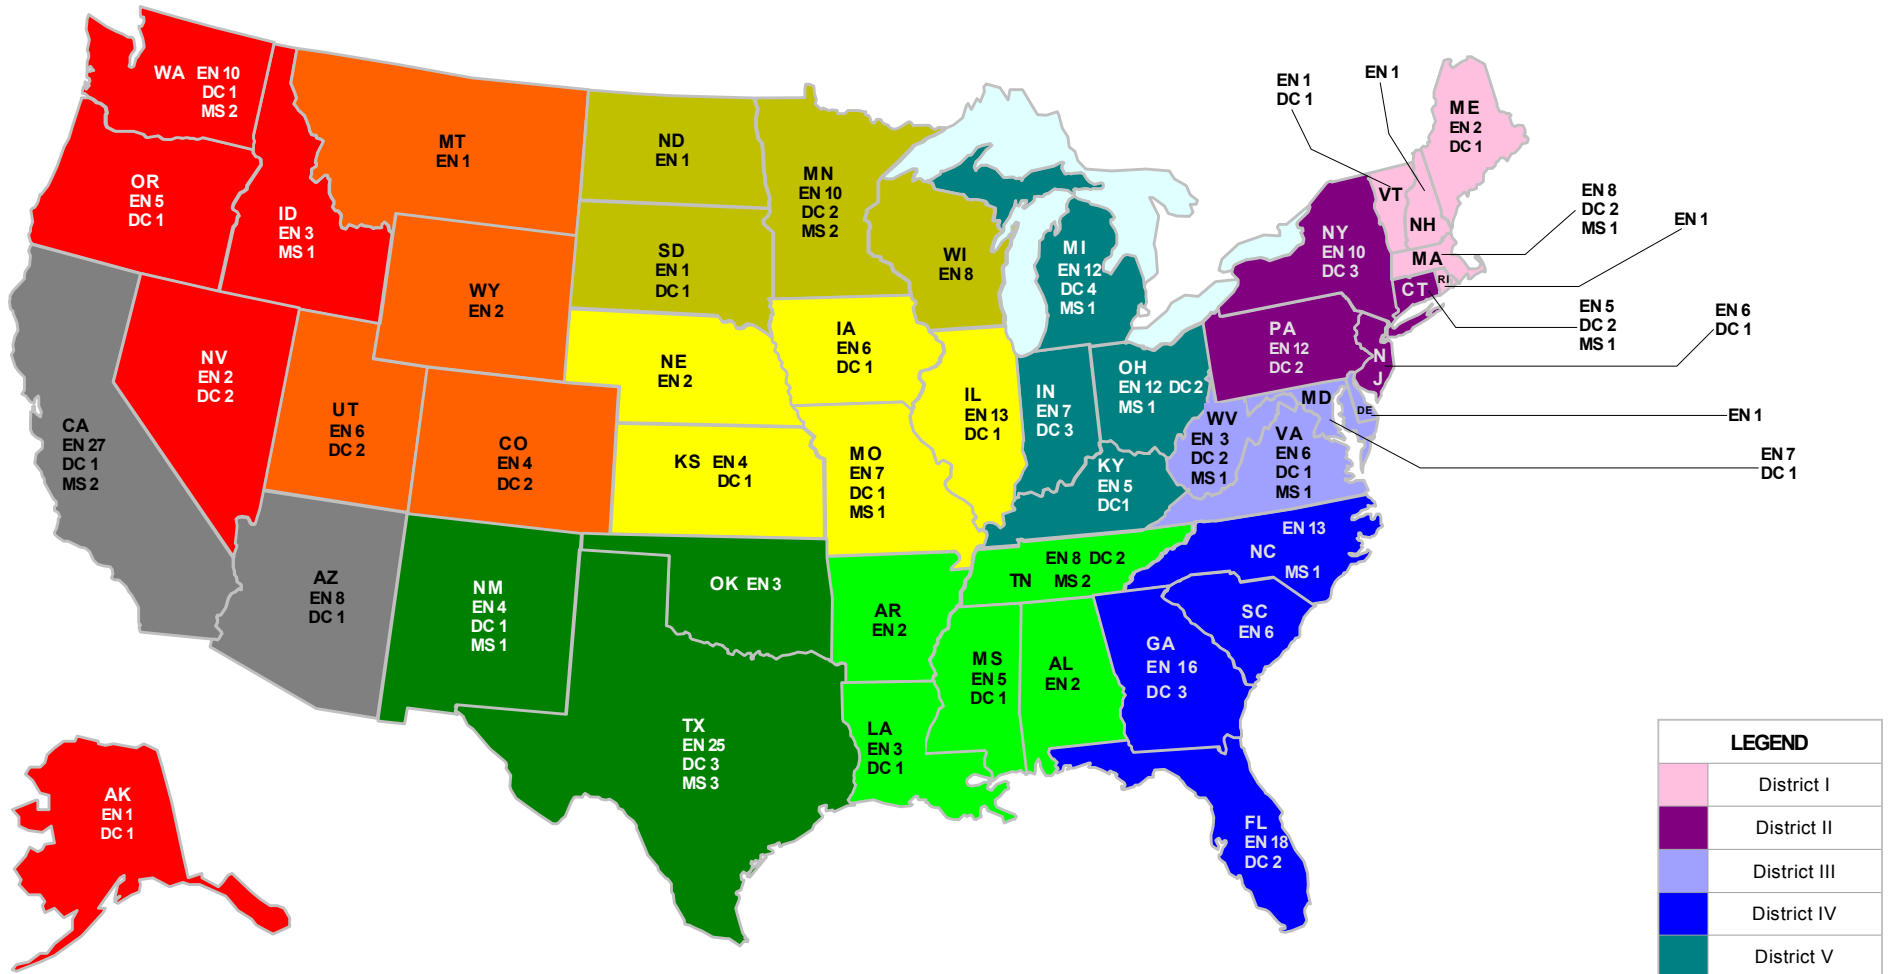 WA EN 10
DC 1
MS 2
OR
EN 5
DC 1
ID
EN 3
MS 1
MT
EN 1
WY
EN 2
NV
EN 2
DC 2
UT
EN 6
DC 2
CO
EN 4
DC 2
CA
EN 27
DC 1
MS 2
AZ
EN 8
DC 1
NM
EN 4
DC 1
MS 1
AK
EN 1
DC 1
ND
EN 1
SD
EN 1
DC 1
NE
EN 2
KS EN 4
DC 1
OK EN 3
TX
EN 25
DC 3
MS 3
MN
EN 10
DC 2
MS 2
WI
EN 8
IA
EN 6
DC 1
MO
EN 7
DC 1
MS 1
IL
EN 13
DC 1
AR
EN 2
LA
EN 3
DC 1
MS
EN 5
DC 1
AL
EN 2
EN 8 DC 2
TN MS 2
MI
EN 12
DC 4
MS 1
IN
EN 7
DC 3
OH
EN 12 DC 2
MS 1
KY
EN 5
DC1
WV
EN 3
DC 2
MS 1
VA
EN 6
DC 1
MS 1
MD
DE
EN 13
NC
MS 1
SC
EN 6
GA
EN 16
DC 3
FL
EN 18
DC 2
NY
EN 10
DC 3
PA
EN 12
DC 2
N
J
CT
RI
MA
VT
NH
ME
EN 2
DC 1
EN 1
DC 1
EN 1
EN 8
DC 2
MS 1
EN 1
EN 5
DC 2
MS 1
EN 6
DC 1
EN 1
EN 7
DC 1
LEGEND
District I
District II
District III
District IV
District V